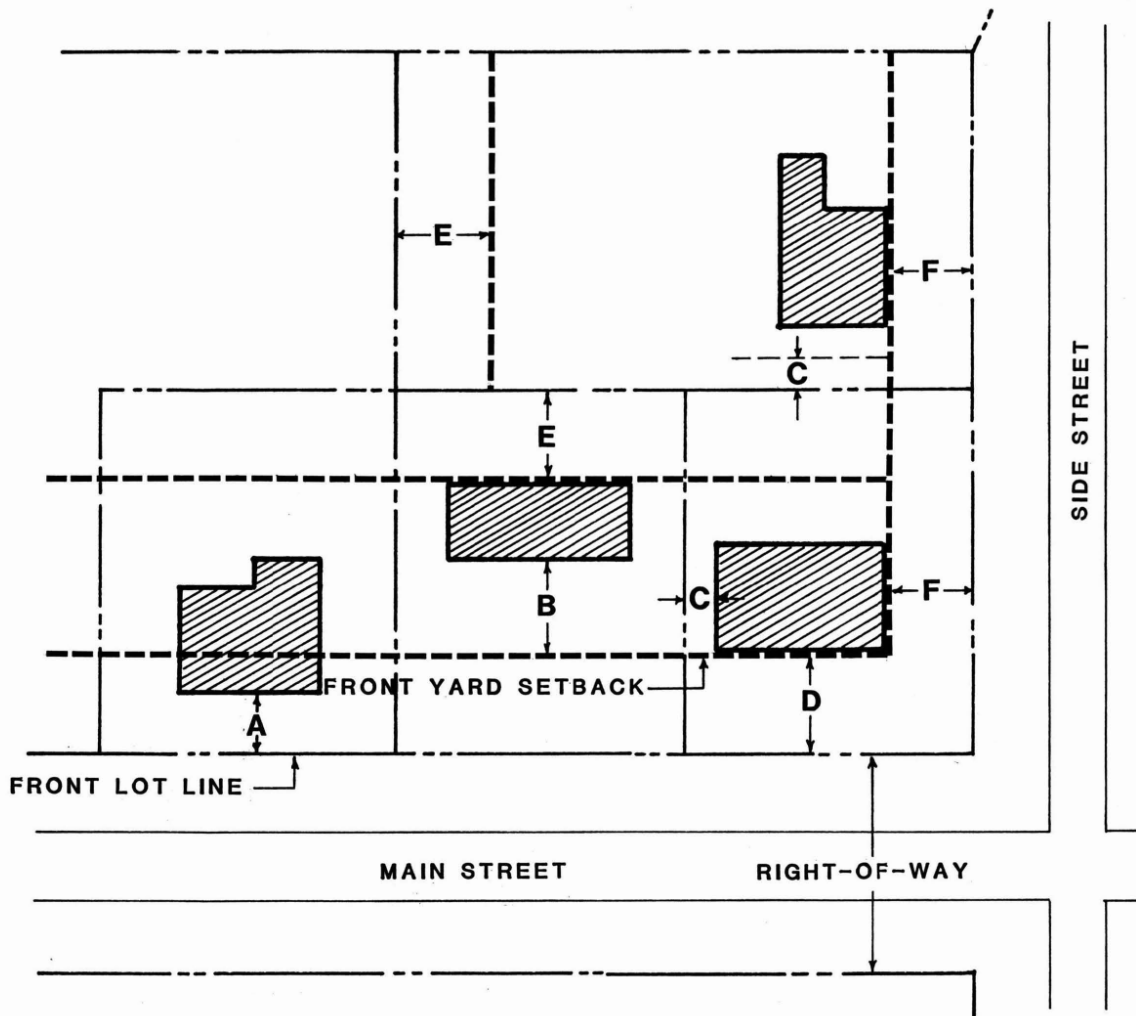 E
F
C
E
SIDE STREET
B
C
F
FRONT YARD SETBACK
D
A
FRONT LOT LINE
MAIN STREET
RIGHT-OF-WAY